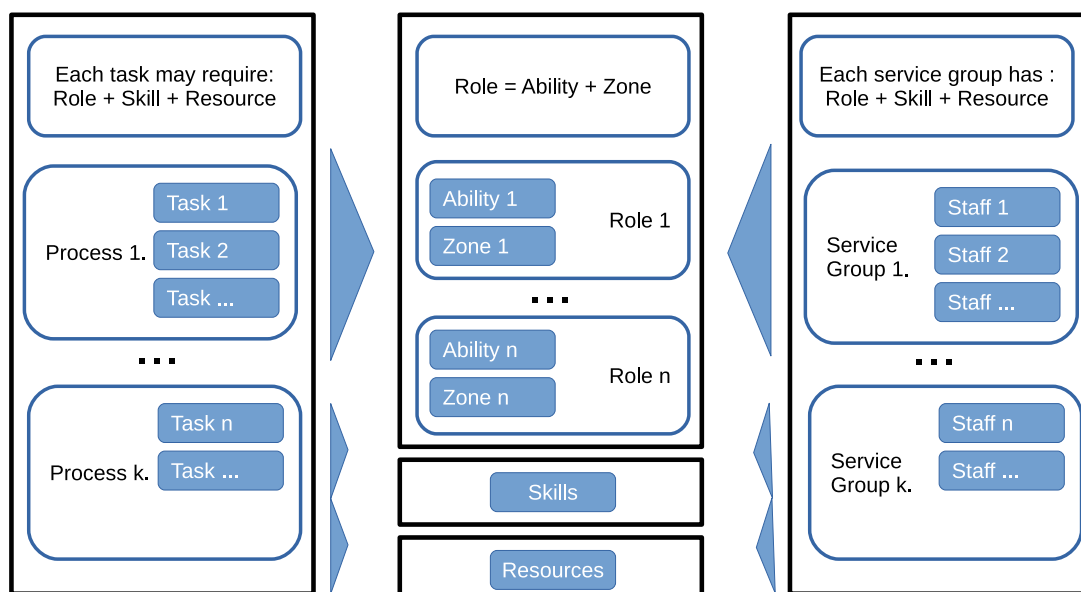 Each task may require:
Role + Skill + Resource
Process 1.
Task 1
Task 2
Task ...
...
Process k.
Task n
Task ...
Role = Ability + Zone
Ability 1
Zone 1
Role 1
...
Ability n
Zone n
Role n
Skills
Resources
Each service group has :
Role + Skill + Resource
Service
Group 1.
Staff 1
Staff 2
Staff ...
...
Service
Group k.
Staff n
Staff ...